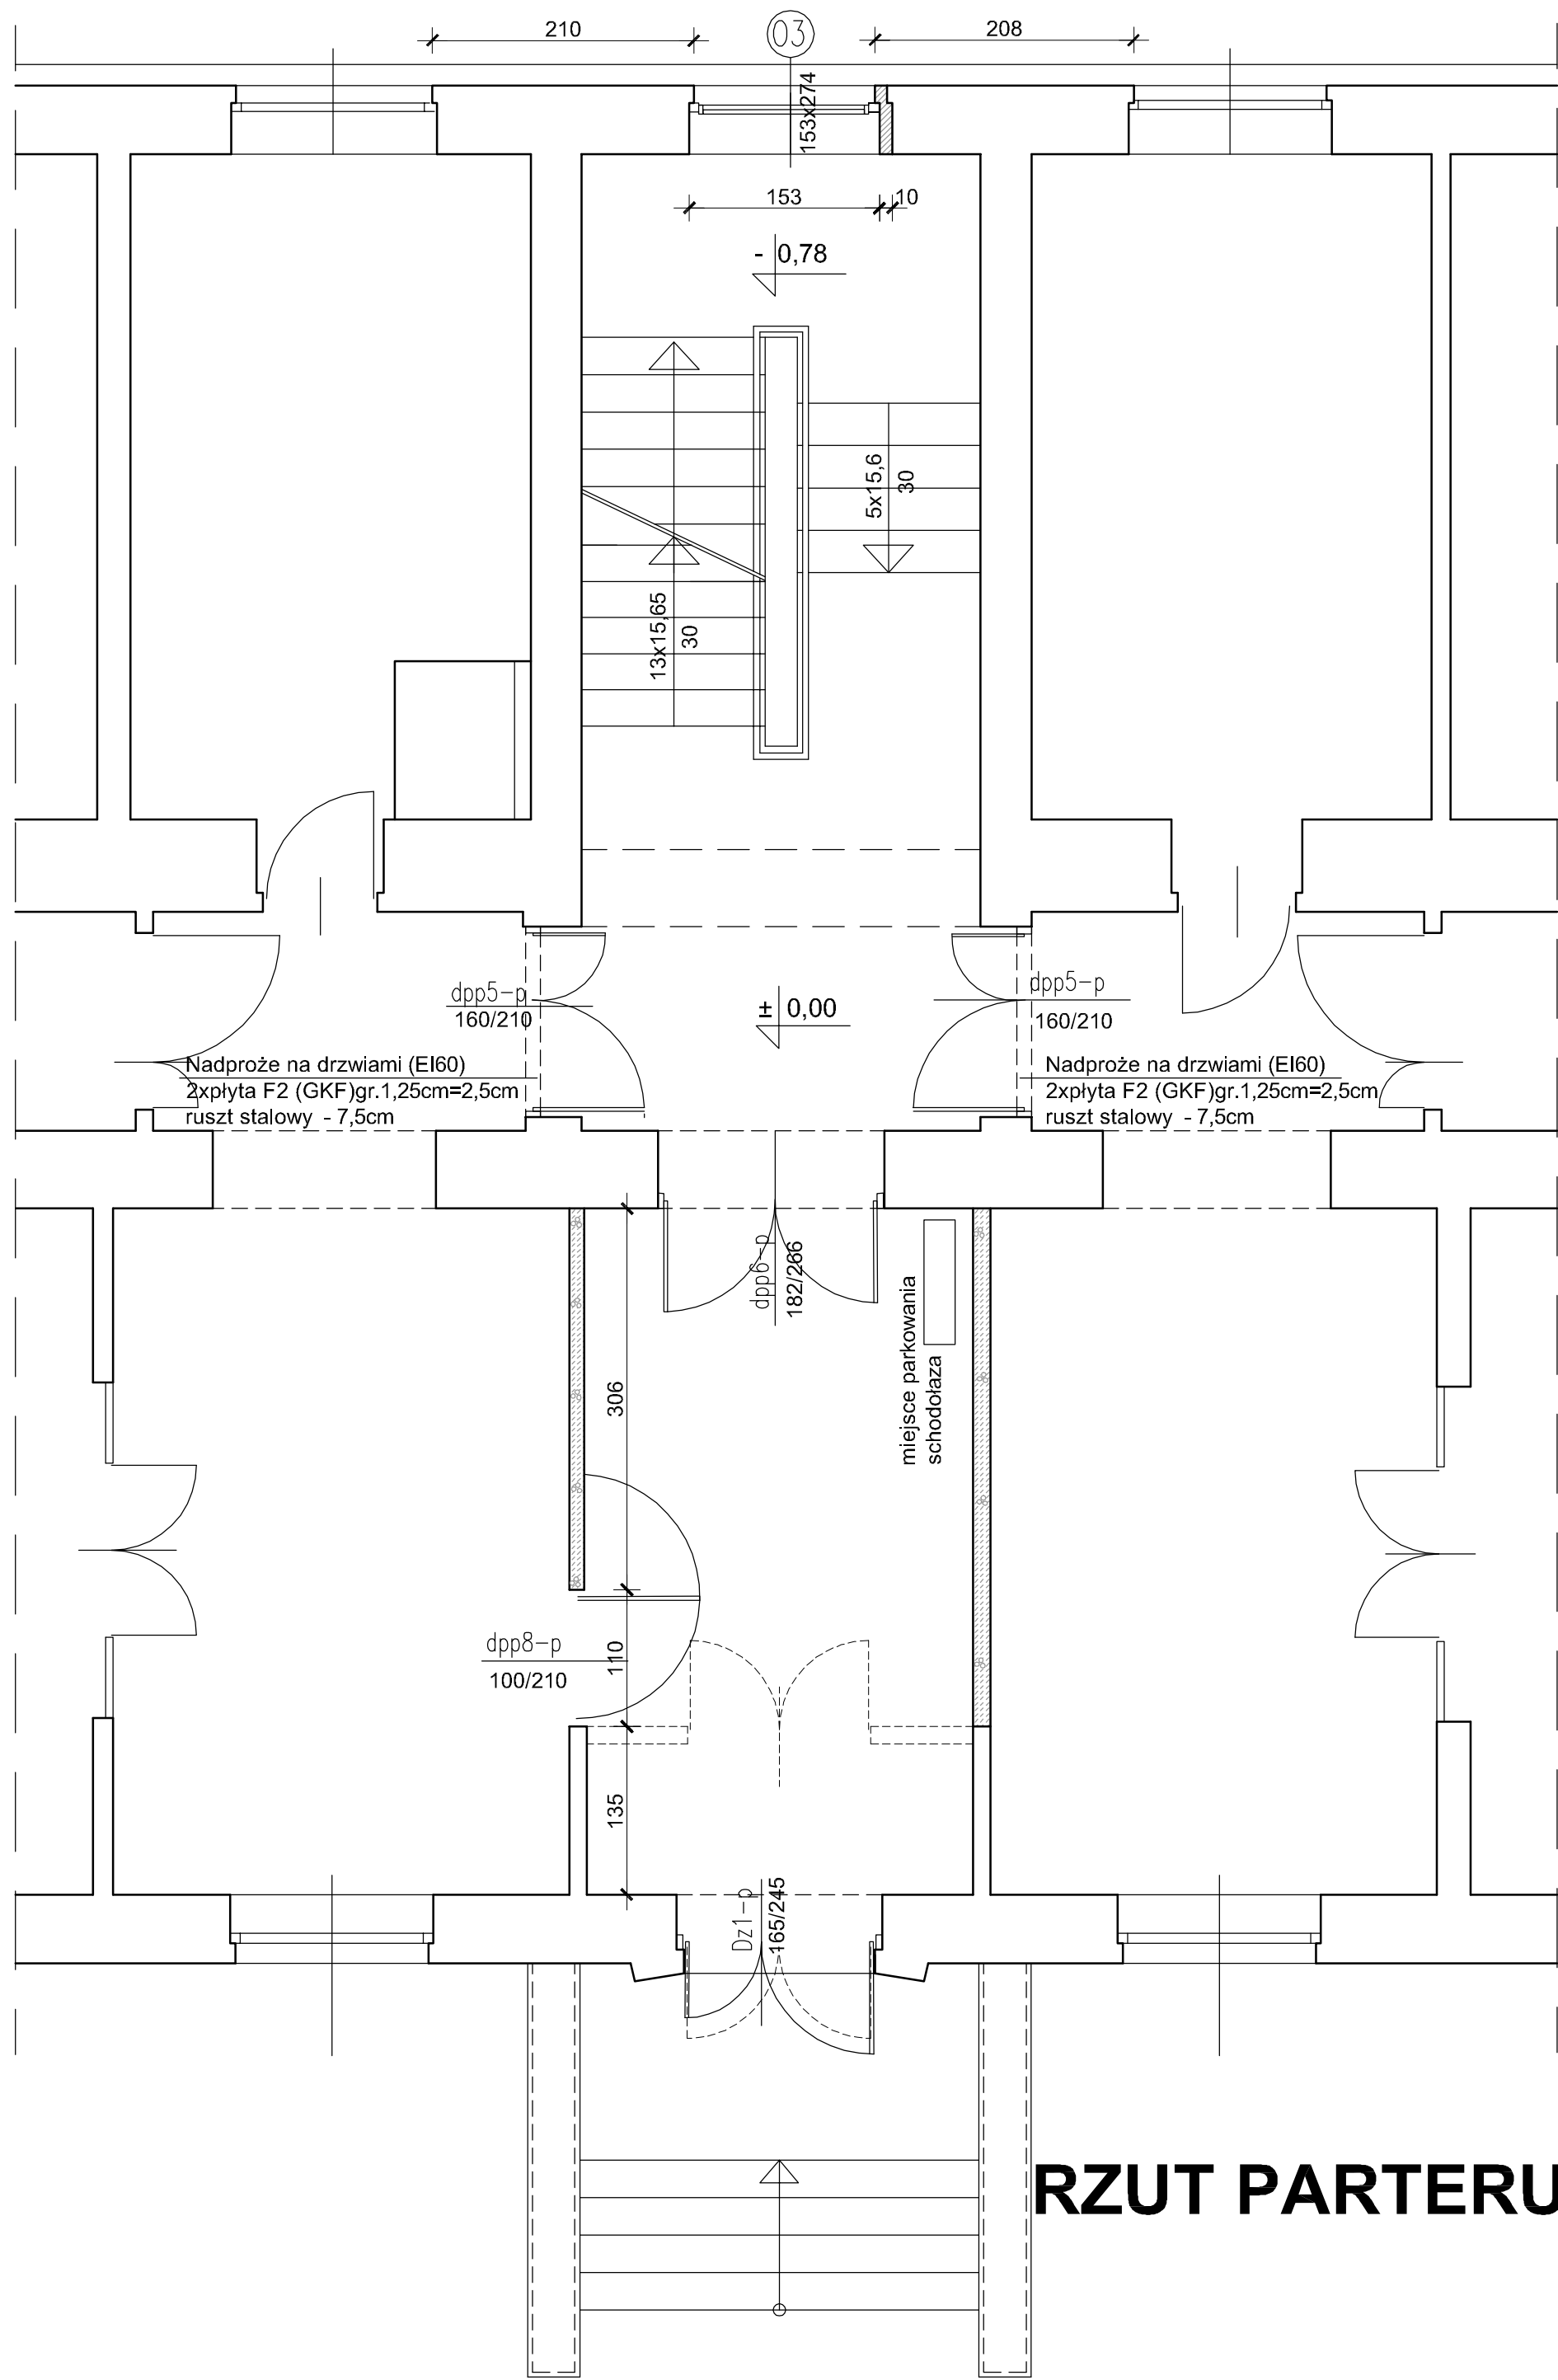 210
03
208
153x274
153
10
- 0,78
5x15,6
30
13x15,65
30
dpp5-p
160/210
± 0,00
dpp5-p
160/210
Nadproże na drzwiami (EI60)
2xpłyta F2 (GKF)gr.1,25cm=2,5cm
ruszt stalowy - 7,5cm
Nadproże na drzwiami (EI60)
2xpłyta F2 (GKF)gr.1,25cm=2,5cm
ruszt stalowy - 7,5cm
dpp6-p
182/266
miejsce parkowania
schodołaza
306
dpp8-p
100/210
110
135
Dz1-p
165/245
RZUT PARTERU